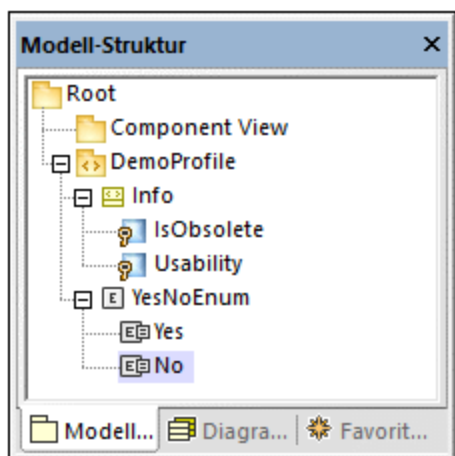 Modell-Struktur
Root
Component View
DemoProfile
Info
IsObsolete
Usability
E YesNoEnum
E Yes
E No
Modell... Diagra... Favorit...